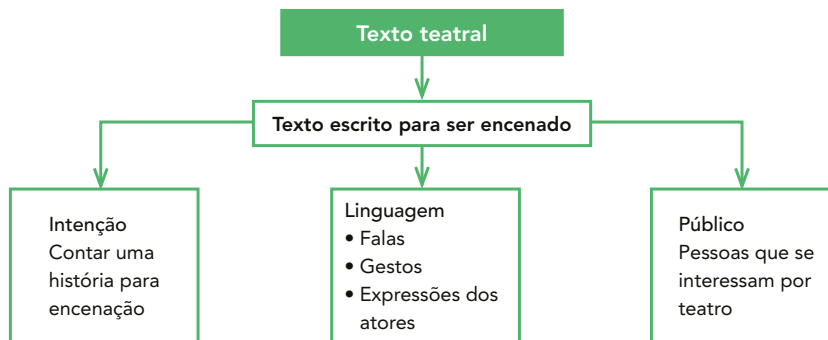 Texto teatral
Texto escrito para ser encenado
Intenção
Contar uma
história para
encenação
Linguagem
• Falas
• Gestos
• Expressões dos
atores
Público
Pessoas que se
interessam por
teatro